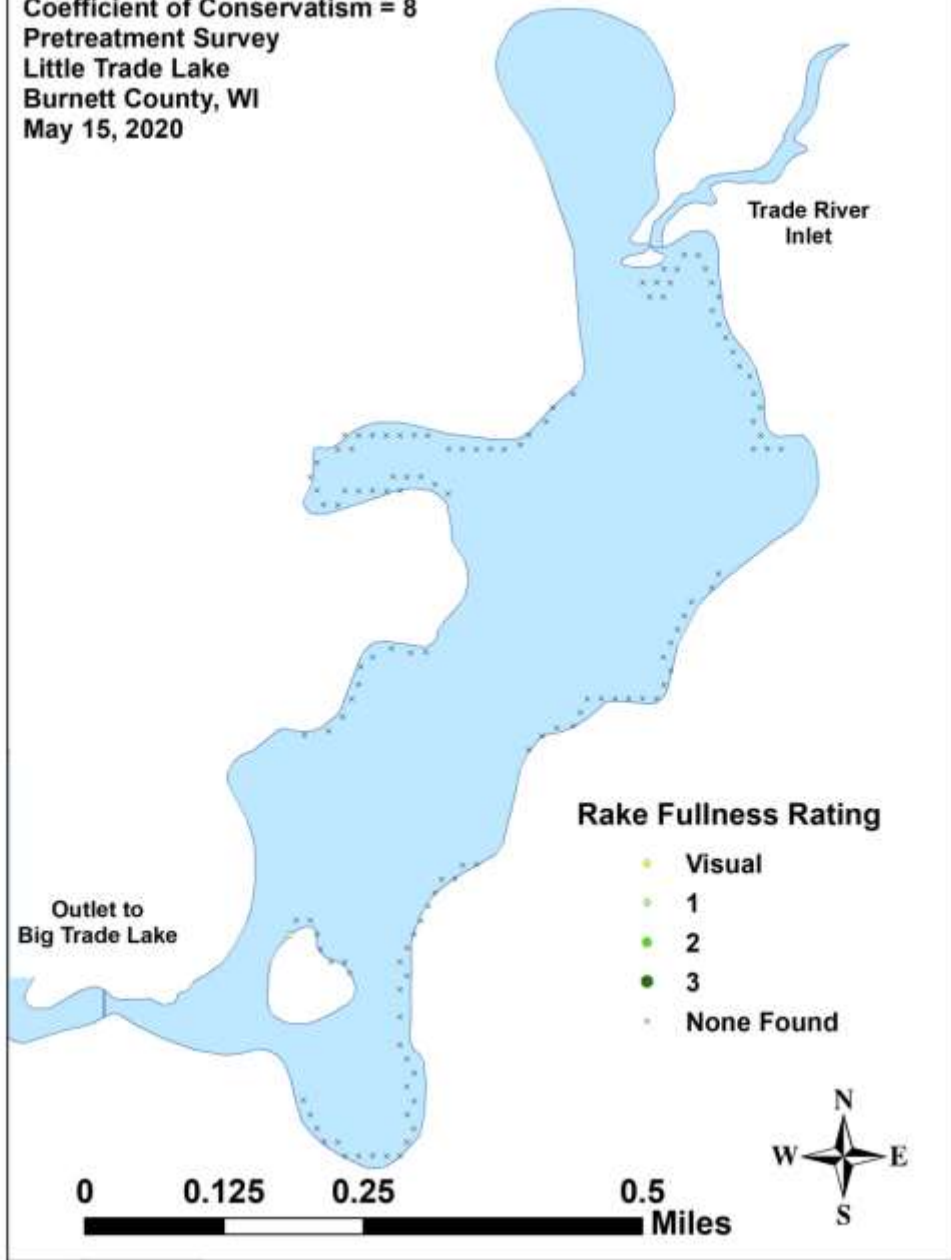 Coefficient of Conservatism = 8
Pretreatment Survey
Little Trade Lake
Burnett County, WI
May 15, 2020
Trade River
Inlet
Rake Fullness Rating
Visual
1
2
3
None Found
Outlet to
Big Trade Lake
N
W E
S
0 0.125 0.25 0.5
Miles